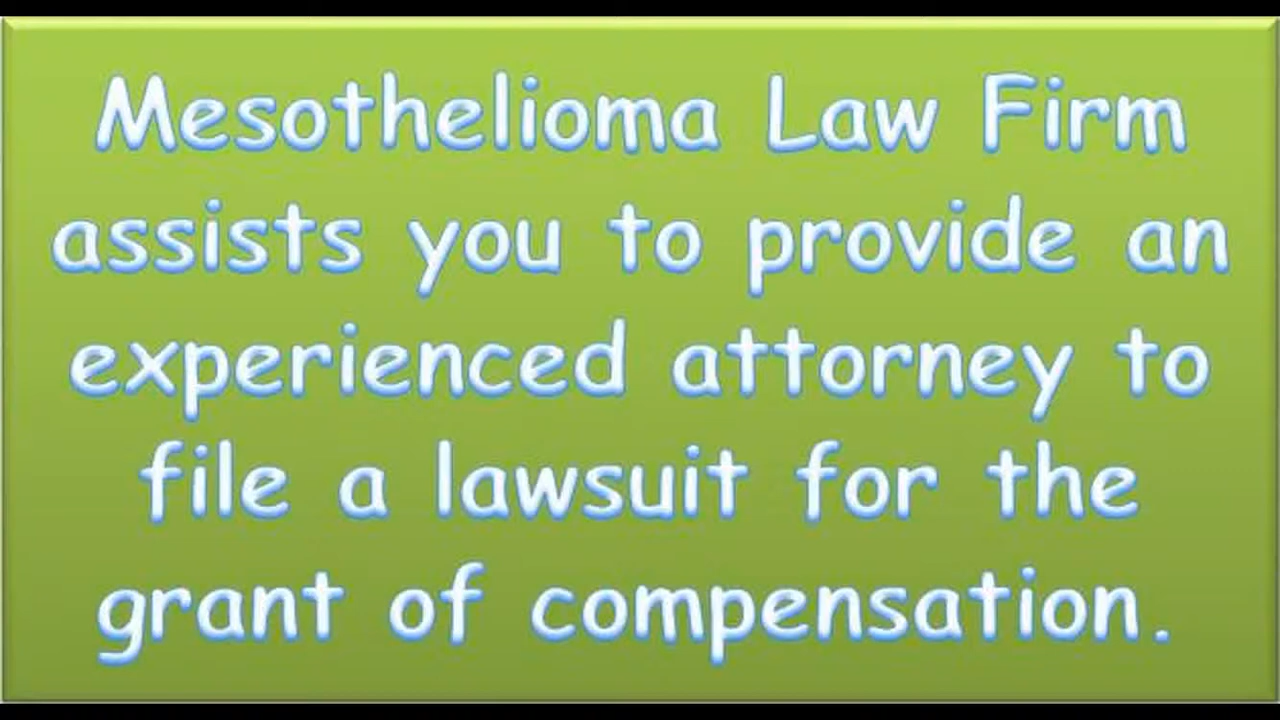 Mesothelioma Law Firm
assists you to provide an
experienced attorney to
file a lawsuit for the
grant of compensation.